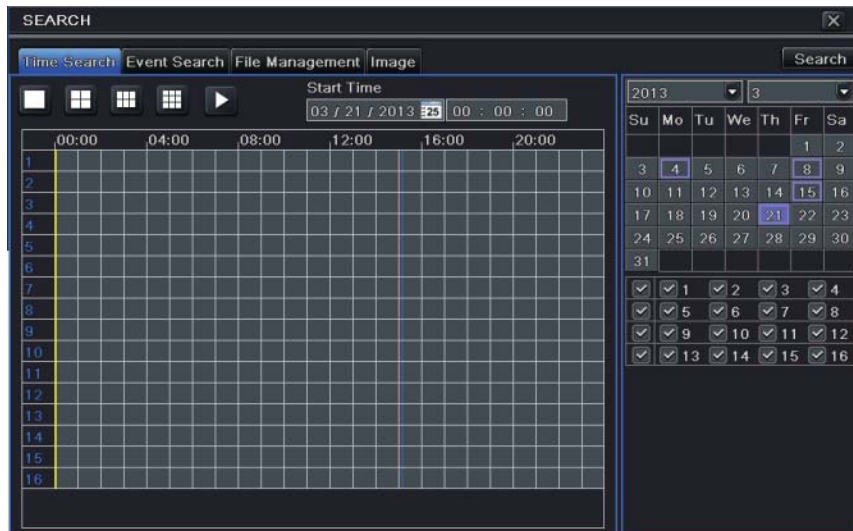 SEARCH
Time Search Event Search File Management Image Search
Start Time
03 / 21 / 2013 25 00 : 00 : 00
00:00 04:00 08:00 12:00 16:00 20:00
1
2
3
4
5
6
7
8
9
10
11
12
13
14
15
16
2013 3
Su Mo Tu We Th Fr Sa
1 2
3 4 5 6 7 8 9
10 11 12 13 14 15 16
17 18 19 20 21 22 23
24 25 26 27 28 29 30
31
1 2 3 4
5 6 7 8
9 10 11 12
13 14 15 16